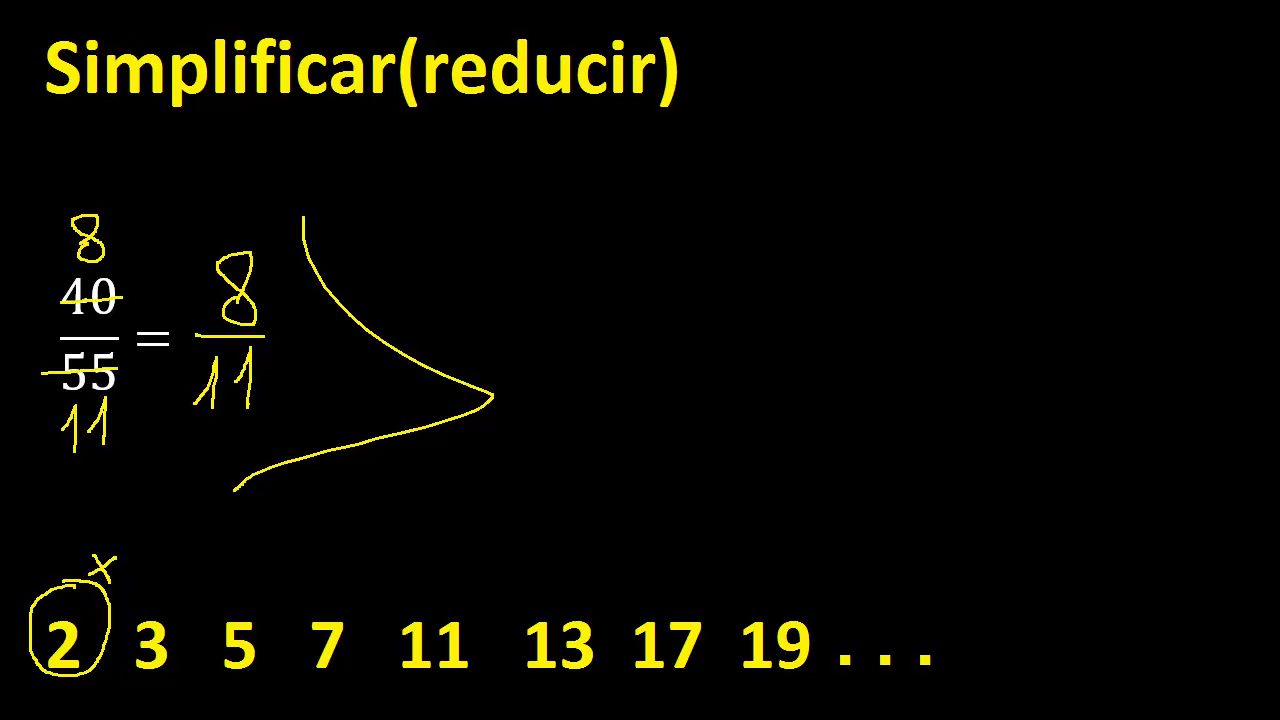 Simplificar(reducir)
8
40
55
11
=
8
11
x
2 3 5 7 11 13 17 19 . . .